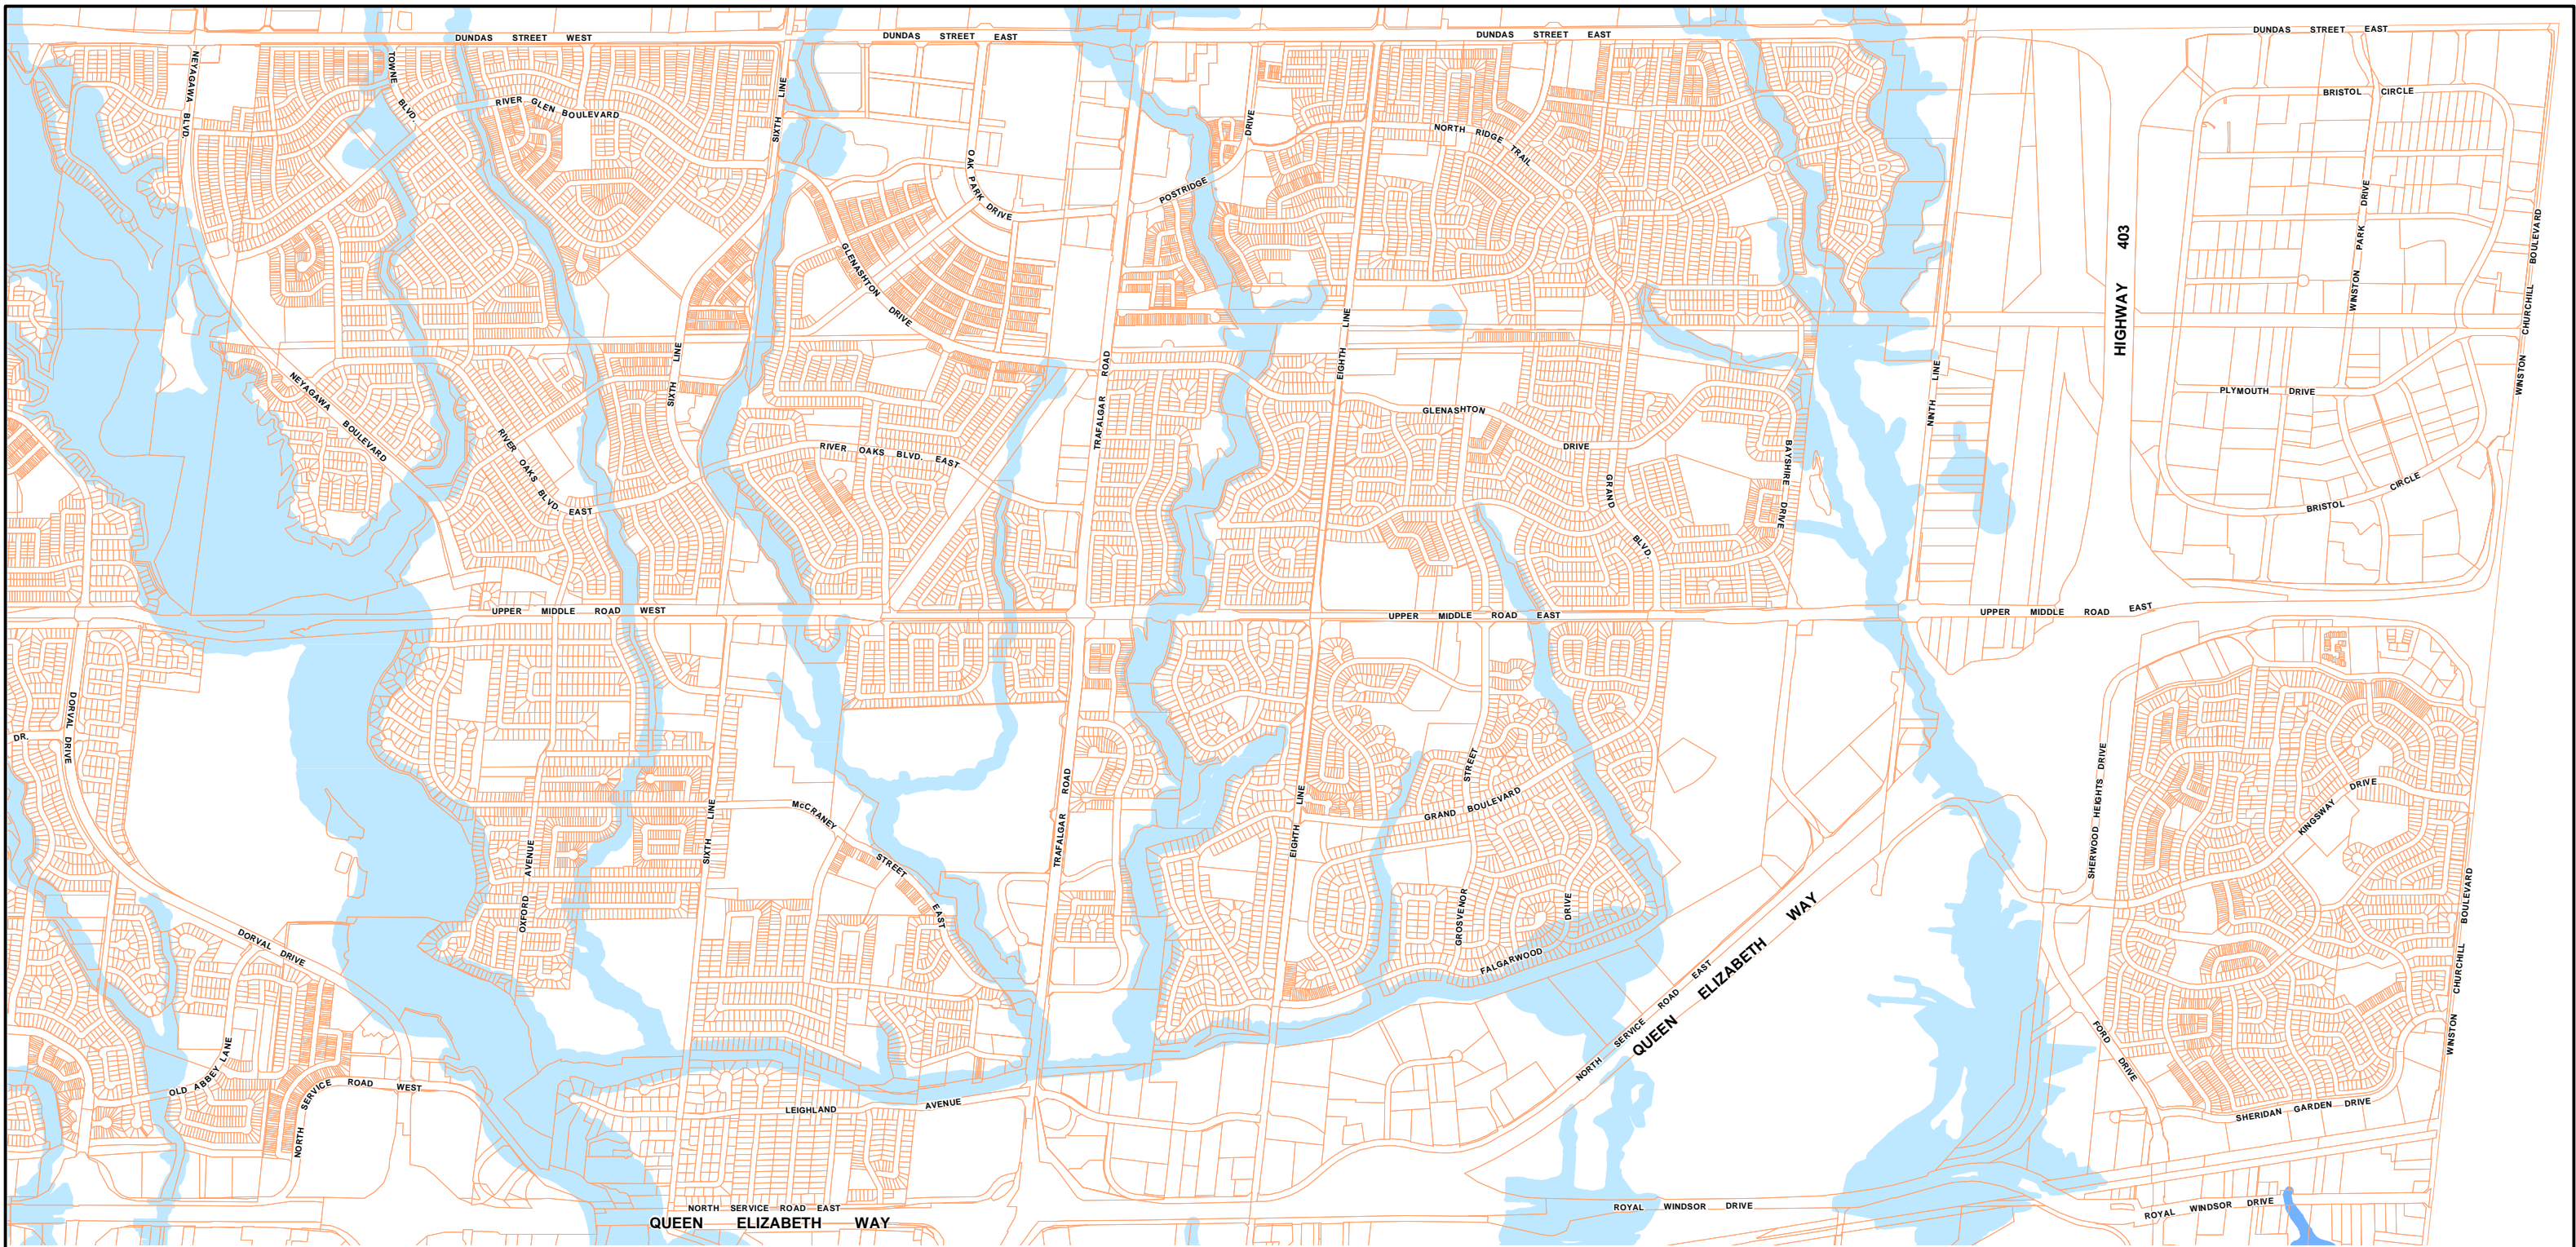 DUNDAS STREET WEST
DUNDAS STREET EAST
DUNDAS STREET EAST
DUNDAS STREET EAST
NEYAGAWA BLVD.
TOWNE BLVD.
RIVER GLEN BOULEVARD
SIXTH LINE
OAK PARK DRIVE
POSTRIDGE DRIVE
NORTH RIDGE TRAIL
BRISTOL CIRCLE
WINSTON PARK DRIVE
WINSTON CHURCHILL BOULEVARD
HIGHWAY 403
GLENASHTON DRIVE
NEYAGAWA BOULEVARD
SIXTH LINE
TRAFALGAR ROAD
EIGHTH LINE
NINTH LINE
PLYMOUTH DRIVE
GLENASHTON DRIVE
RIVER OAKS BLVD. EAST
RIVER OAKS BLVD. EAST
GRAND BLVD.
BAYSHIRE DRIVE
BRISTOL CIRCLE
UPPER MIDDLE ROAD WEST
UPPER MIDDLE ROAD EAST
UPPER MIDDLE ROAD EAST
DR.
DORVAL DRIVE
SHERWOOD HEIGHTS DRIVE
KINGSWAY DRIVE
McCRANEY STREET EAST
OXFORD AVENUE
SIXTH LINE
TRAFALGAR ROAD
EIGHTH LINE
GRAND BOULEVARD
GROSVENOR STREET
FALGARWOOD DRIVE
DORVAL DRIVE
NORTH SERVICE ROAD EAST
QUEEN ELIZABETH WAY
WINSTON CHURCHILL BOULEVARD
FORD DRIVE
OLD ABBEY LANE
NORTH SERVICE ROAD WEST
LEIGHLAND AVENUE
SHERIDAN GARDEN DRIVE
NORTH SERVICE ROAD EAST
QUEEN ELIZABETH WAY
ROYAL WINDSOR DRIVE
ROYAL WINDSOR DRIVE